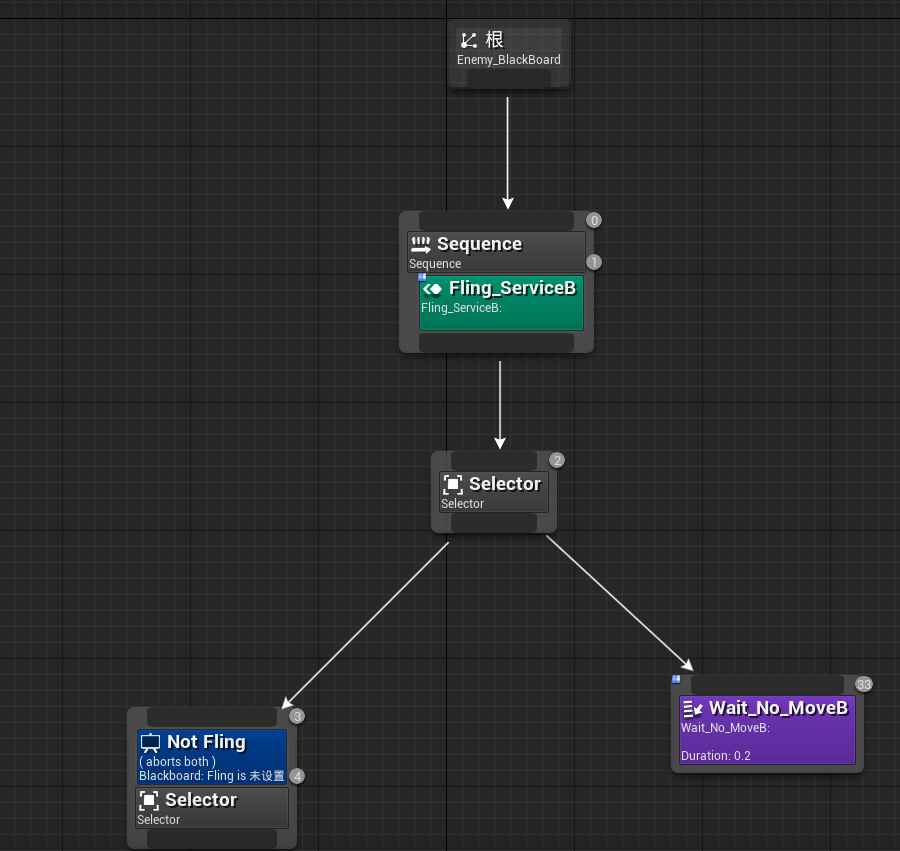 根
Enemy_BlackBoard
0
Sequence
Sequence
1
Fling_ServiceB
Fling_ServiceB:
2
Selector
Selector
3
Not Fling
( aborts both )
Blackboard: Fling is 未设置
4
Selector
Selector
33
Wait_No_MoveB
Wait_No_MoveB:
Duration: 0.2